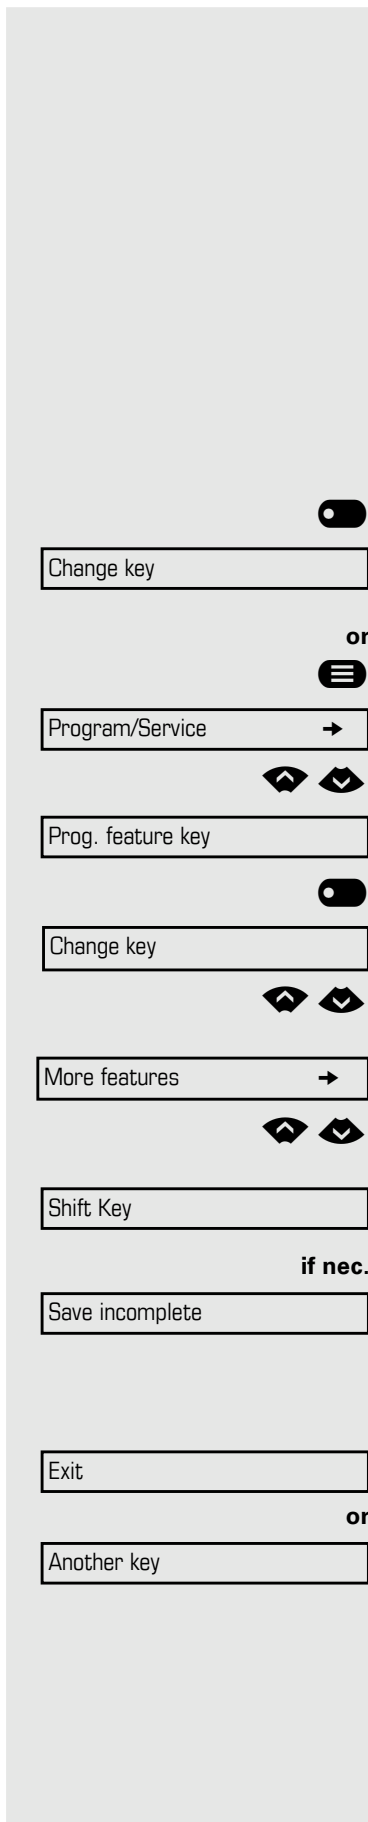 Change key
or
Program/Service →
Prog. feature key
Change key
More features →
Shift Key
if nec.
Save incomplete
Exit
or
Another key